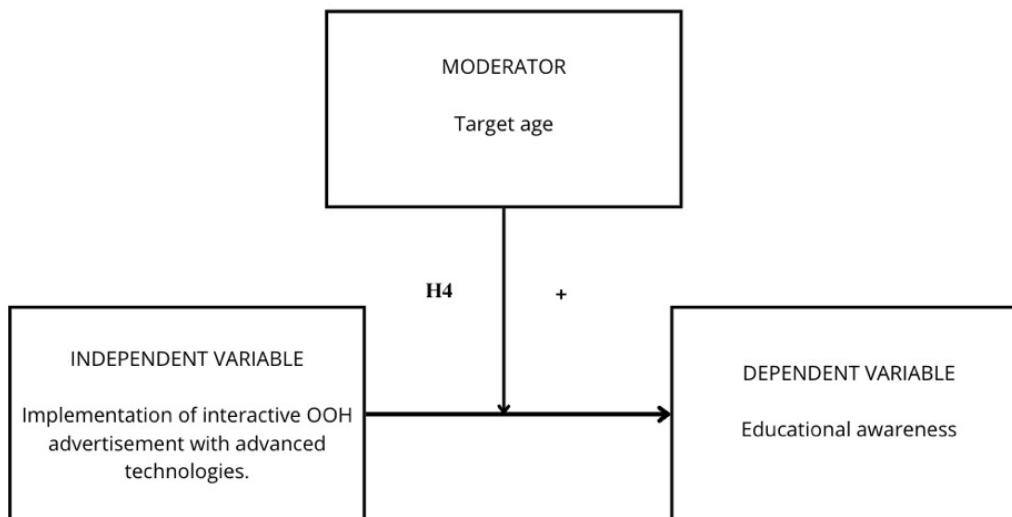 MODERATOR
Target age
H4
+
INDEPENDENT VARIABLE
Implementation of interactive OOH
advertisement with advanced
technologies.
DEPENDENT VARIABLE
Educational awareness